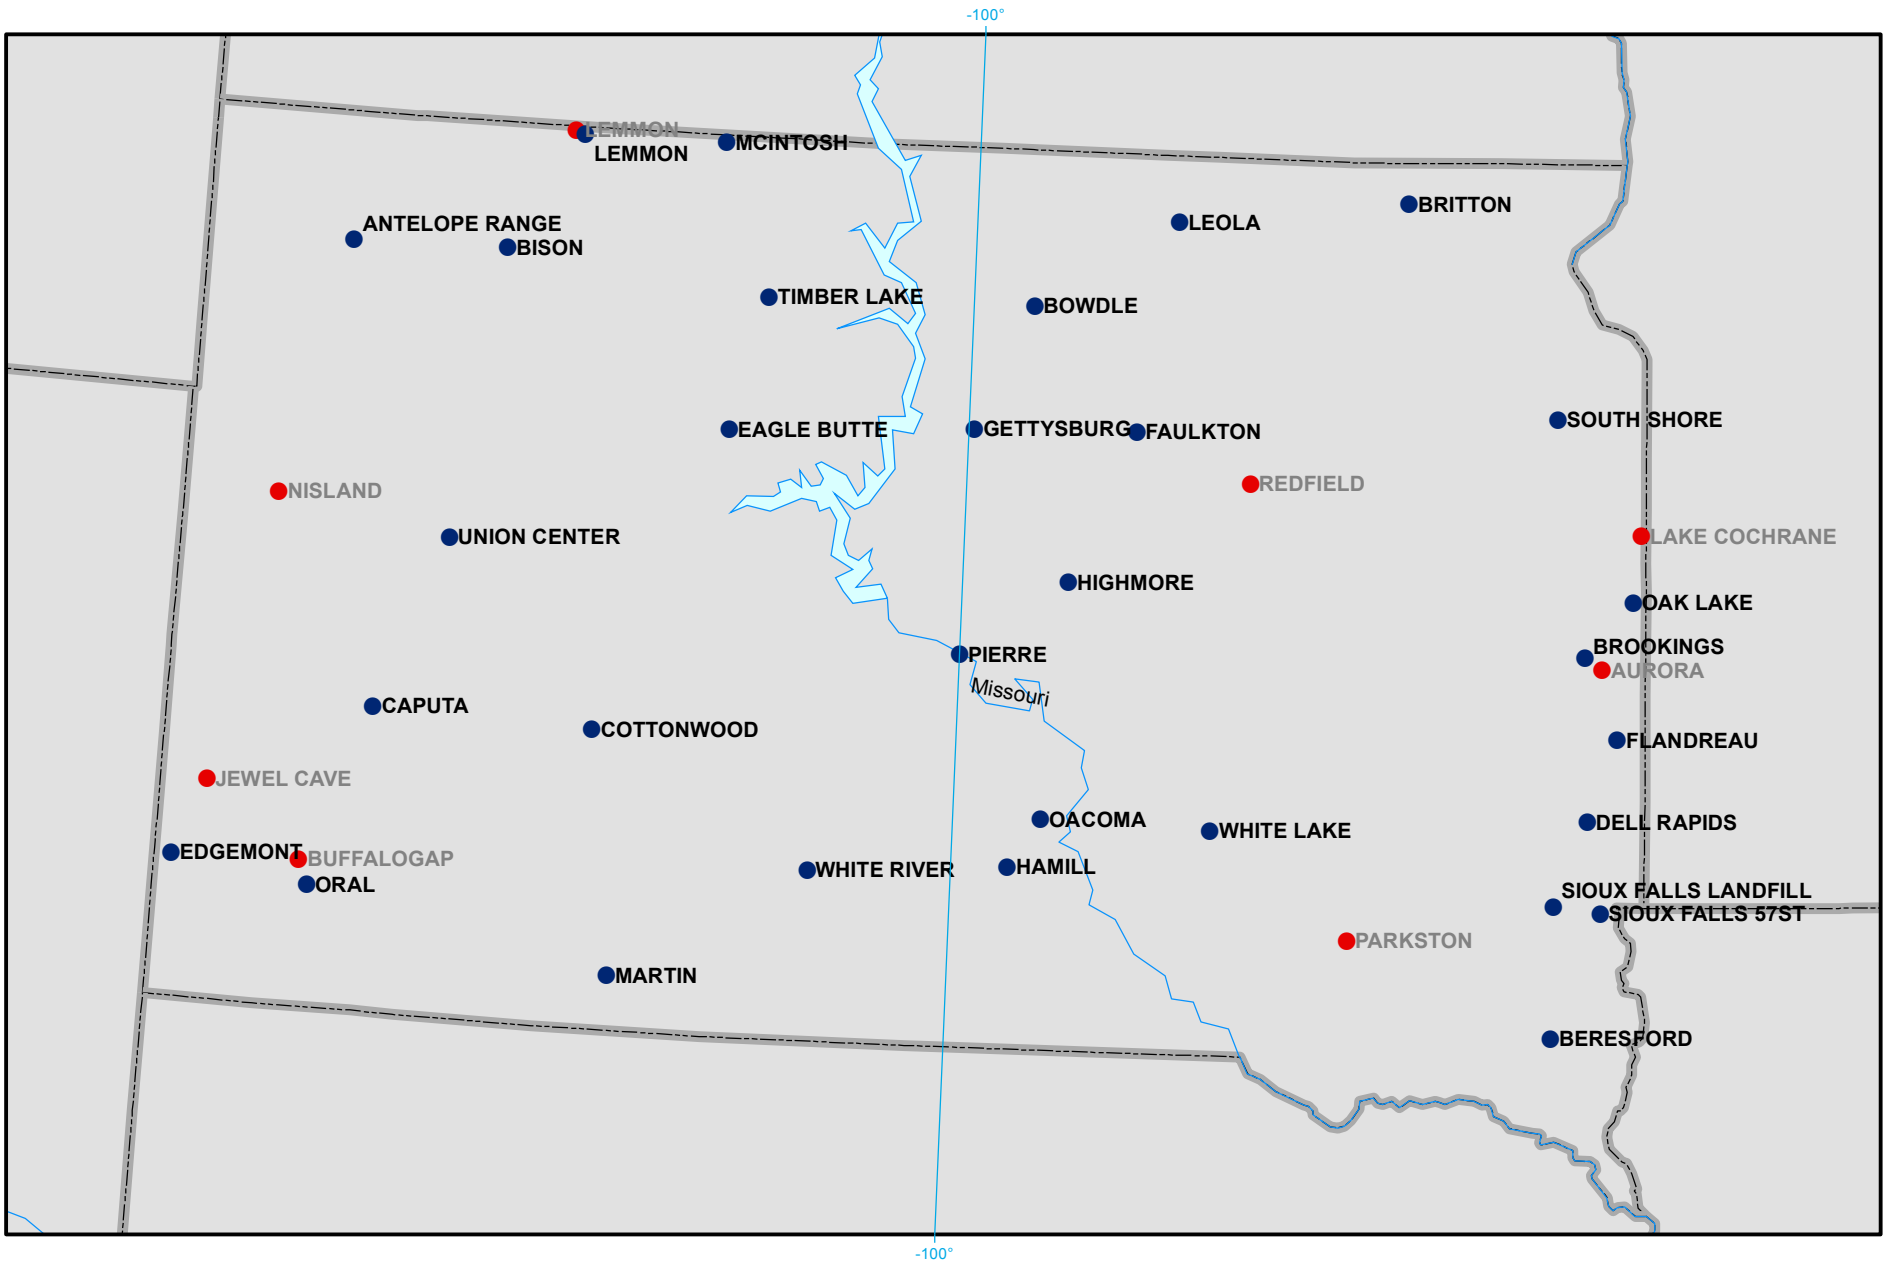 -100°
LEMMON
LEMMON
MCINTOSH
BRITTON
ANTELOPE RANGE
LEOLA
BISON
TIMBER LAKE
BOWDLE
SOUTH SHORE
EAGLE BUTTE
GETTYSBURG
FAULKTON
NISLAND
REDFIELD
UNION CENTER
LAKE COCHRANE
HIGHMORE
OAK LAKE
BROOKINGS
PIERRE
AURORA
Missouri
CAPUTA
COTTONWOOD
FLANDREAU
JEWEL CAVE
OACOMA
WHITE LAKE
DELL RAPIDS
EDGEMONT
BUFFALOGAP
WHITE RIVER
HAMILL
ORAL
SIOUX FALLS LANDFILL
SIOUX FALLS 57ST
PARKSTON
MARTIN
BERESFORD
-100°